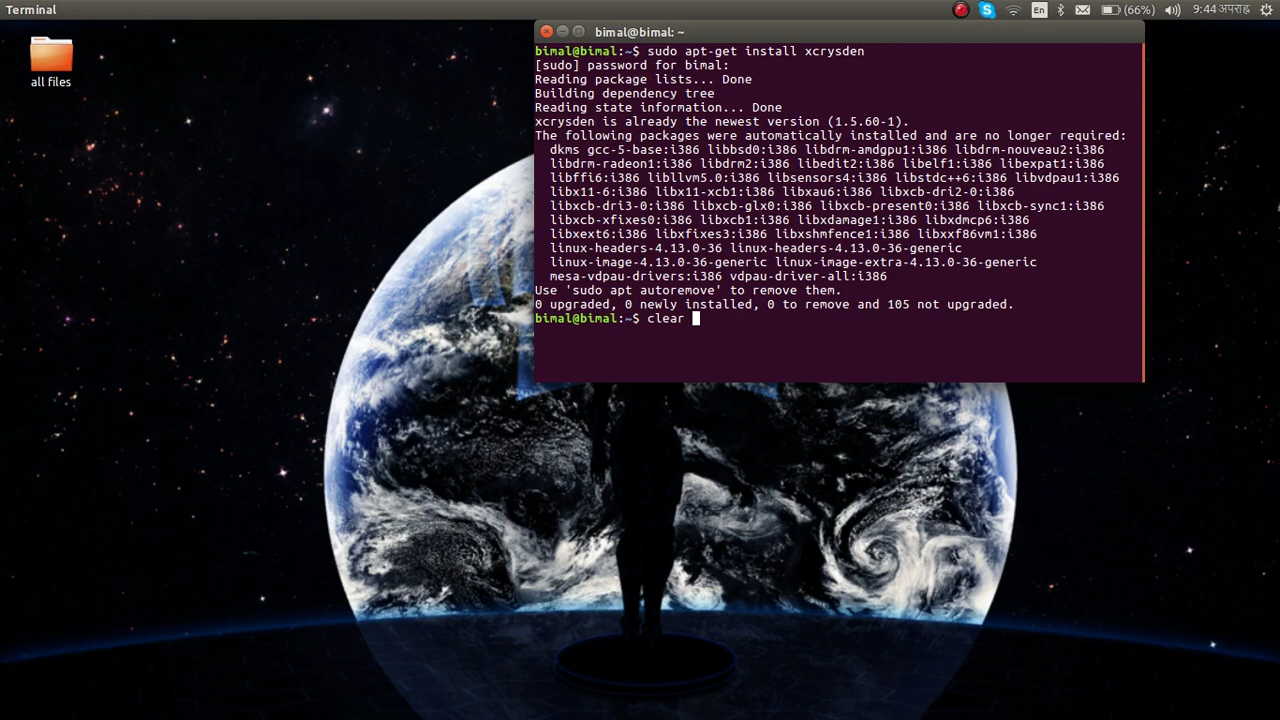 Terminal
En
(66%)
9:44 अपराह्न
all files
bimal@bimal: ~
bimal@bimal:~$ sudo apt-get install xcrysden
[sudo] password for bimal:
Reading package lists... Done
Building dependency tree
Reading state information... Done
xcrysden is already the newest version (1.5.60-1).
The following packages were automatically installed and are no longer required:
  dkms gcc-5-base:i386 libbsd0:i386 libdrm-amdgpu1:i386 libdrm-nouveau2:i386
  libdrm-radeon1:i386 libdrm2:i386 libedit2:i386 libelf1:i386 libexpat1:i386
  libffi6:i386 libllvm5.0:i386 libsensors4:i386 libstdc++6:i386 libvdpau1:i386
  libx11-6:i386 libx11-xcb1:i386 libxau6:i386 libxcb-dri2-0:i386
  libxcb-dri3-0:i386 libxcb-glx0:i386 libxcb-present0:i386 libxcb-sync1:i386
  libxcb-xfixes0:i386 libxcb1:i386 libxdamage1:i386 libxdmcp6:i386
  libxext6:i386 libxfixes3:i386 libxshmfence1:i386 libxxf86vm1:i386
  linux-headers-4.13.0-36 linux-headers-4.13.0-36-generic
  linux-image-4.13.0-36-generic linux-image-extra-4.13.0-36-generic
  mesa-vdpau-drivers:i386 vdpau-driver-all:i386
Use 'sudo apt autoremove' to remove them.
0 upgraded, 0 newly installed, 0 to remove and 105 not upgraded.
bimal@bimal:~$ clear